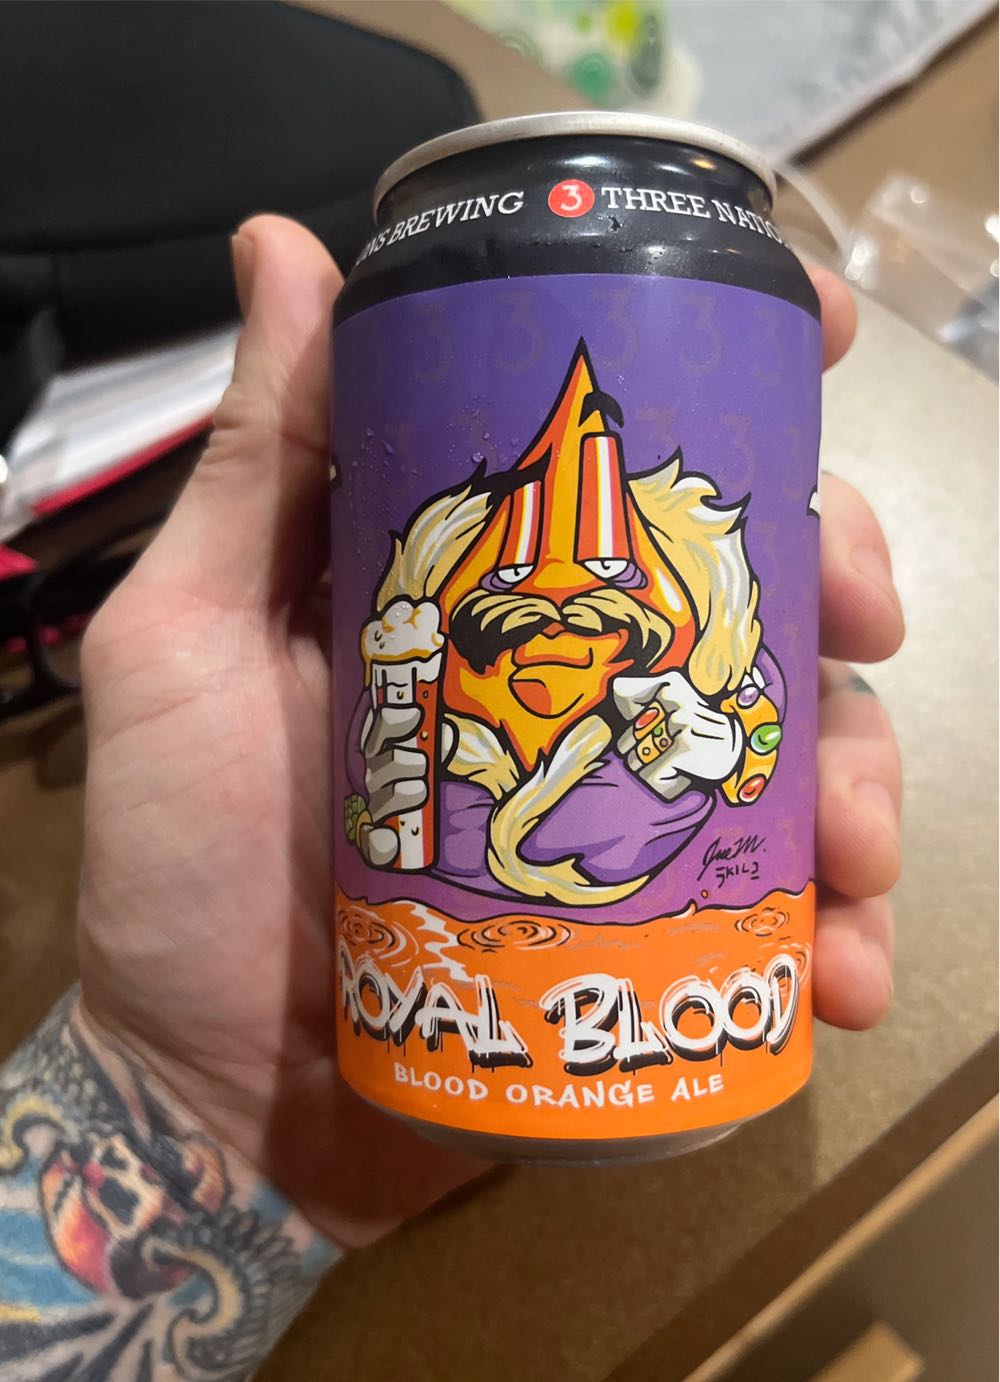 BREWING 3 THREE
ROYAL BLOOD
BLOOD ORANGE ALE